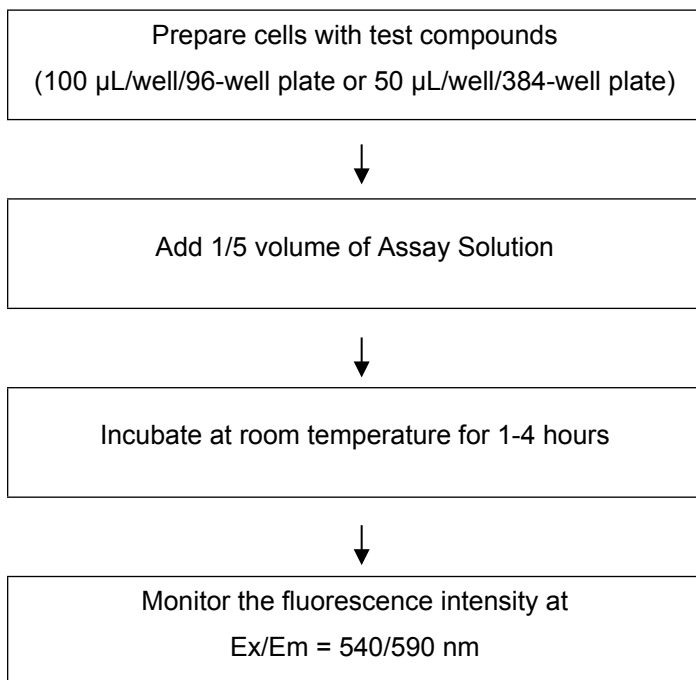 Prepare cells with test compounds
(100 µL/well/96-well plate or 50 µL/well/384-well plate)
Add 1/5 volume of Assay Solution
Incubate at room temperature for 1-4 hours
Monitor the fluorescence intensity at
Ex/Em = 540/590 nm